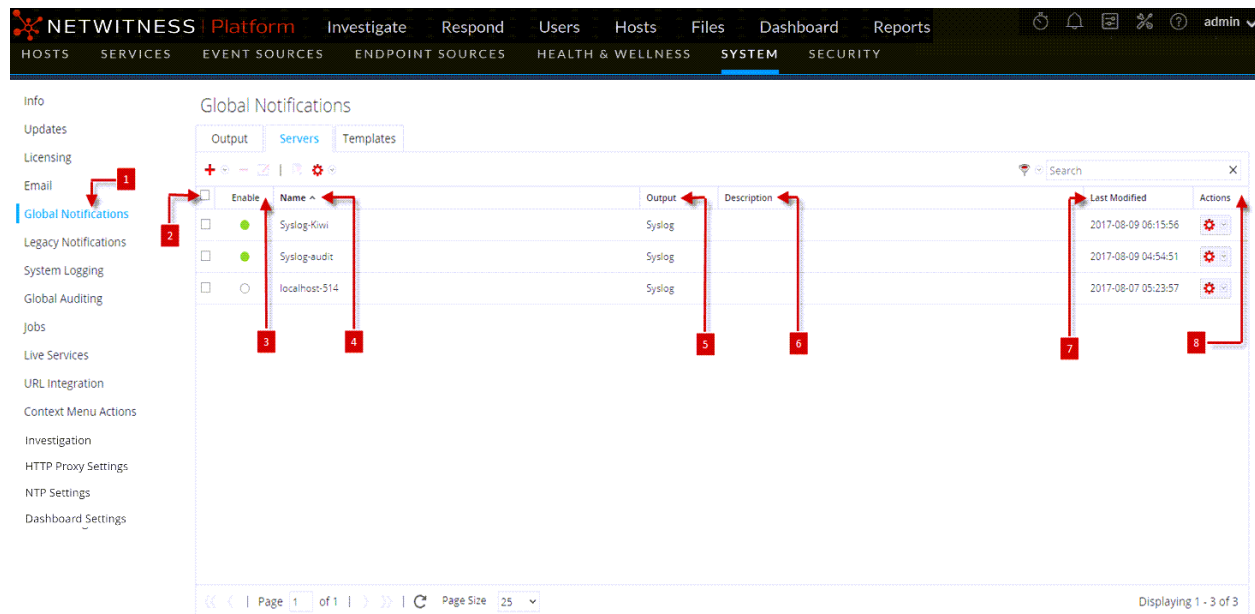 NETWITNESS Platform Investigate Respond Users Hosts Files Dashboard Reports admin
HOSTS SERVICES EVENT SOURCES ENDPOINT SOURCES HEALTH & WELLNESS SYSTEM SECURITY
Info
Updates
Licensing
Email
Global Notifications
Legacy Notifications
System Logging
Global Auditing
Jobs
Live Services
URL Integration
Context Menu Actions
Investigation
HTTP Proxy Settings
NTP Settings
Dashboard Settings
1
2
Global Notifications
Output Servers Templates
Search X
Enable Name Output Description Last Modified Actions
Syslog-Kiwi Syslog 2017-08-09 06:15:56
Syslog-audit Syslog 2017-08-09 04:54:51
localhost-514 Syslog 2017-08-07 05:23:57
3 4 5 6 7 8
Page 1 of 1 Page Size 25 Displaying 1 - 3 of 3